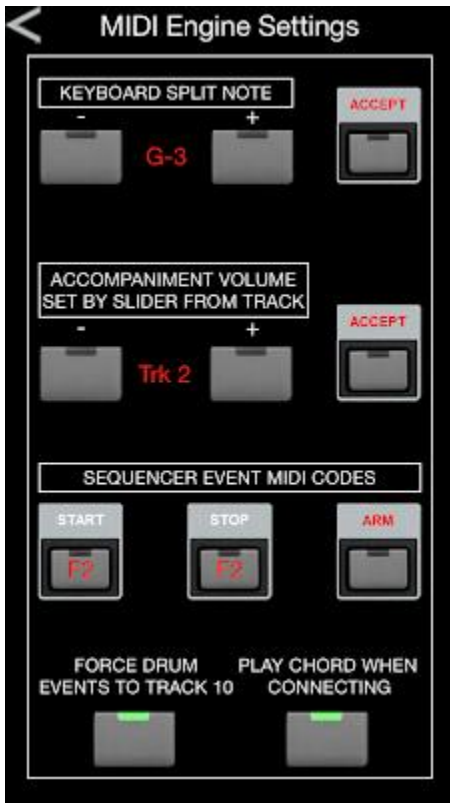 MIDI Engine Settings
KEYBOARD SPLIT NOTE
ACCEPT
- +
G-3
ACCOMPANIMENT VOLUME
SET BY SLIDER FROM TRACK
ACCEPT
- +
Trk 2
SEQUENCER EVENT MIDI CODES
START STOP ARM
F2 F2
FORCE DRUM
EVENTS TO TRACK 10
PLAY CHORD WHEN
CONNECTING